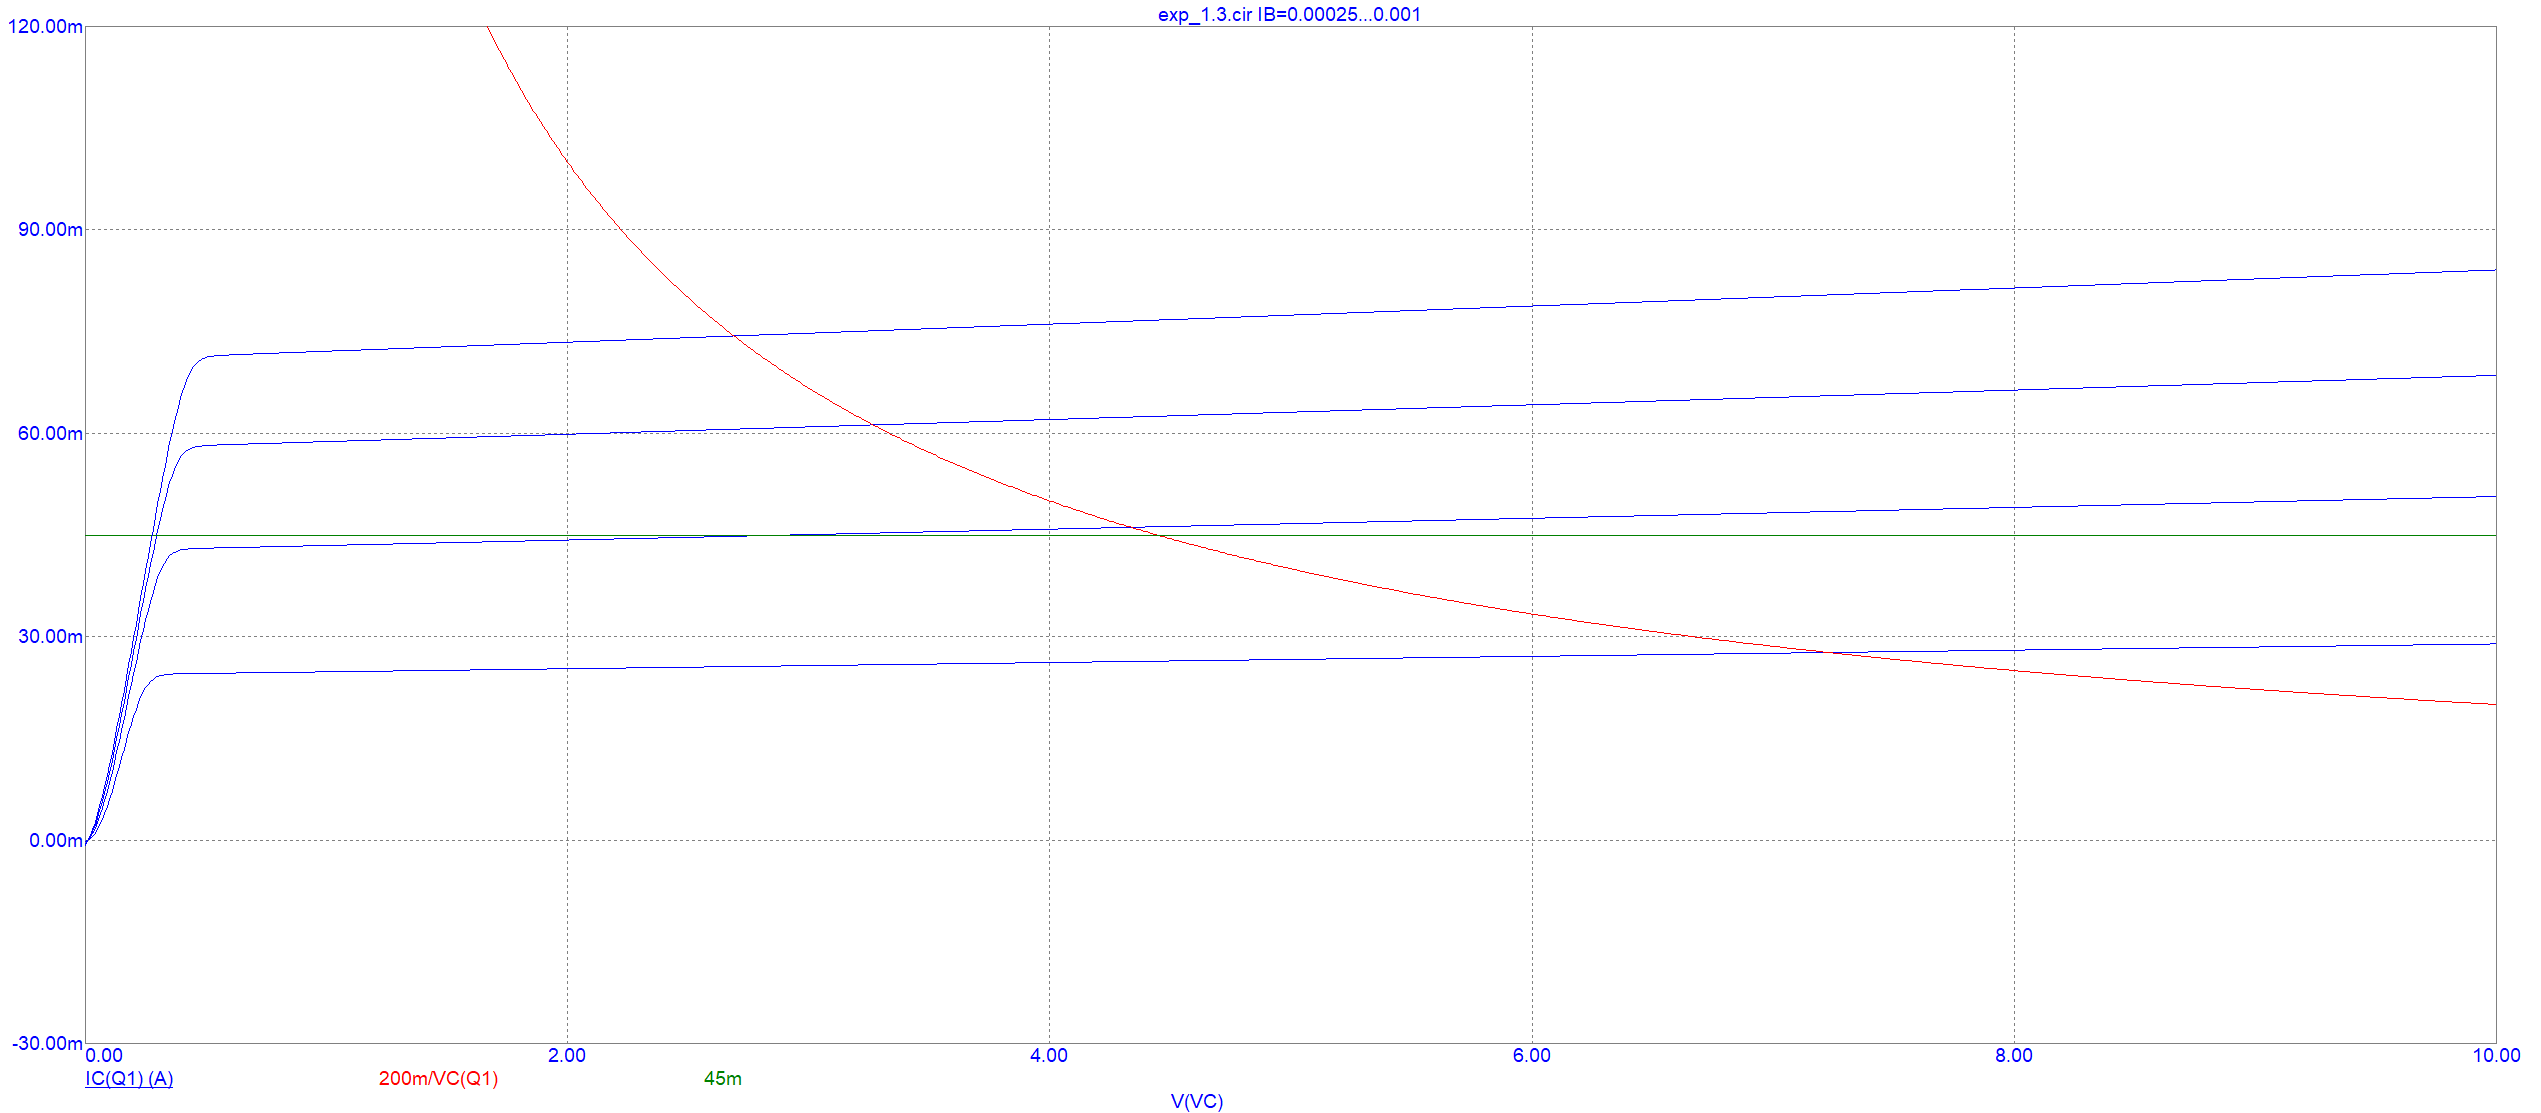 exp_1.3.cir IB=0.00025...0.001
120.00m
90.00m
60.00m
30.00m
0.00m
-30.00m
0.00 2.00 4.00 6.00 8.00 10.00
IC(Q1) (A) 200m/VC(Q1) 45m
V(VC)